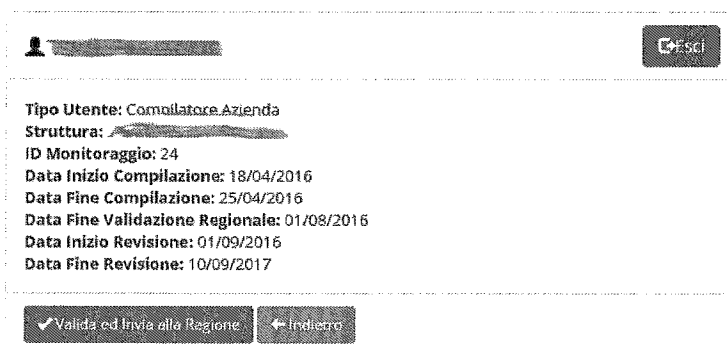 Esci
Tipo Utente: Compilatore Azienda
Struttura:
ID Monitoraggio: 24
Data Inizio Compilazione: 18/04/2016
Data Fine Compilazione: 25/04/2016
Data Fine Validazione Regionale: 01/08/2016
Data Inizio Revisione: 01/09/2016
Data Fine Revisione: 10/09/2017
Valida ed Invia alla Regione Indietro